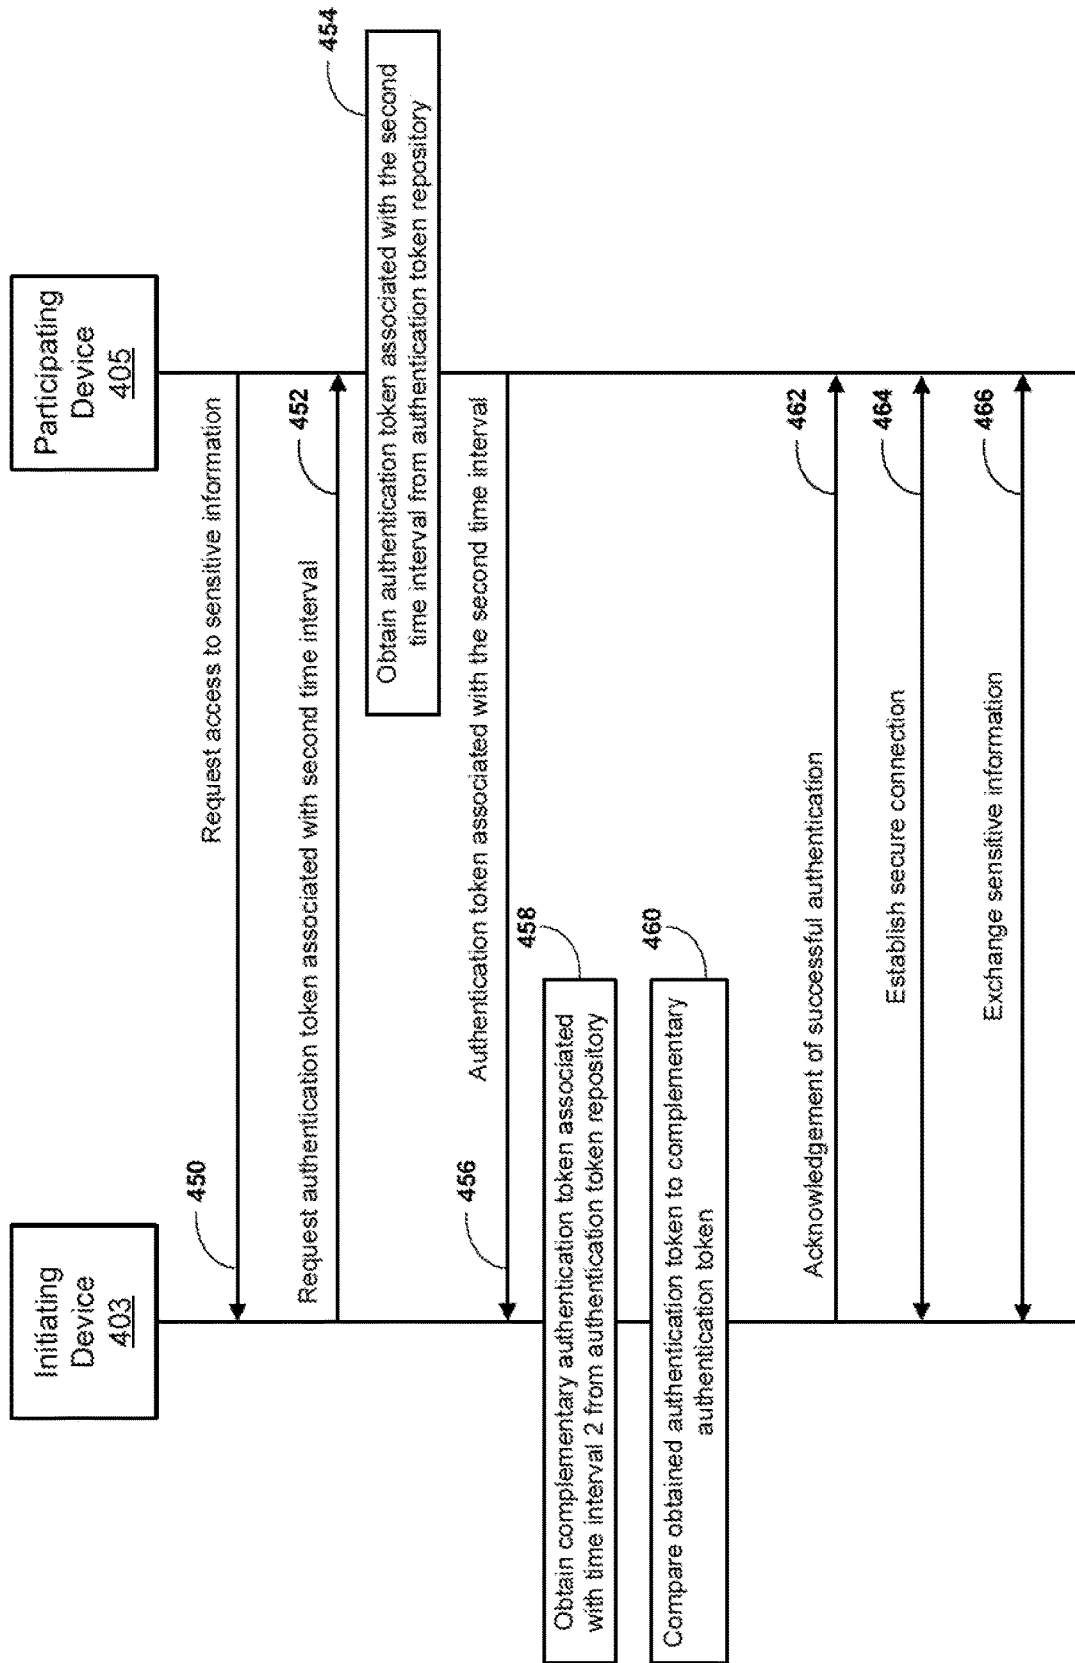 Initiating
Device
403
Participating
Device
405
Request access to sensitive information
450
Request authentication token associated with second time interval
452
454
Obtain authentication token associated with the second
time interval from authentication token repository
Authentication token associated with the second time interval
456
458
Obtain complementary authentication token associated
with time interval 2 from authentication token repository
460
Compare obtained authentication token to complementary
authentication token
Acknowledgement of successful authentication
462
Establish secure connection
464
Exchange sensitive information
466